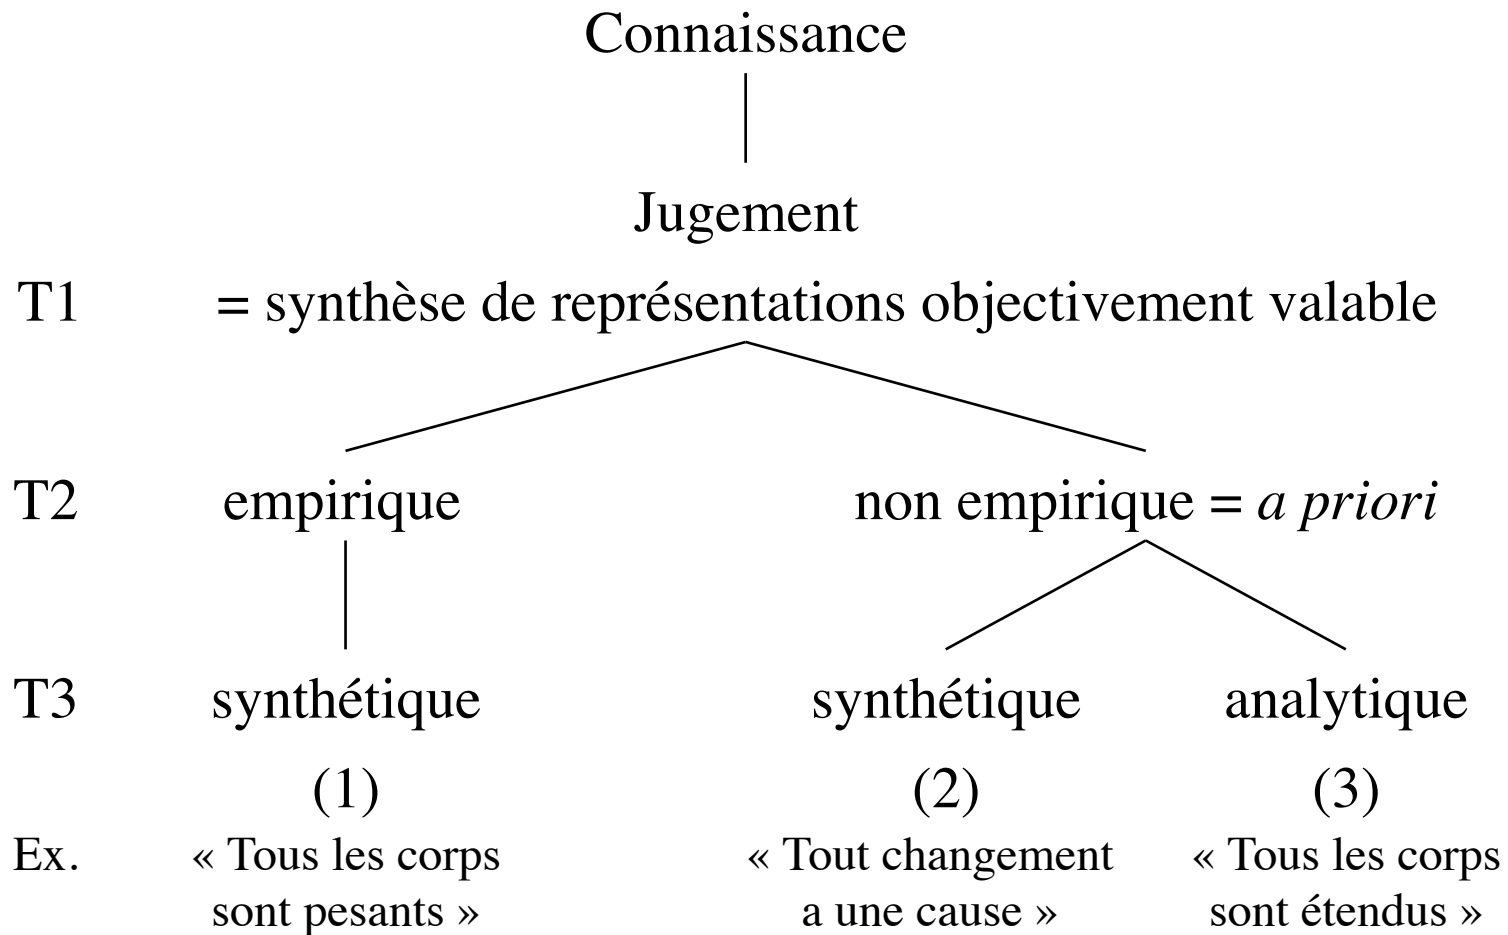 Connaissance
Jugement
T1 = synthèse de représentations objectivement valable
T2 empirique non empirique = a priori
T3 synthétique synthétique analytique
(1) (2) (3)
Ex. « Tous les corps « Tout changement « Tous les corps
sont pesants » a une cause » sont étendus »